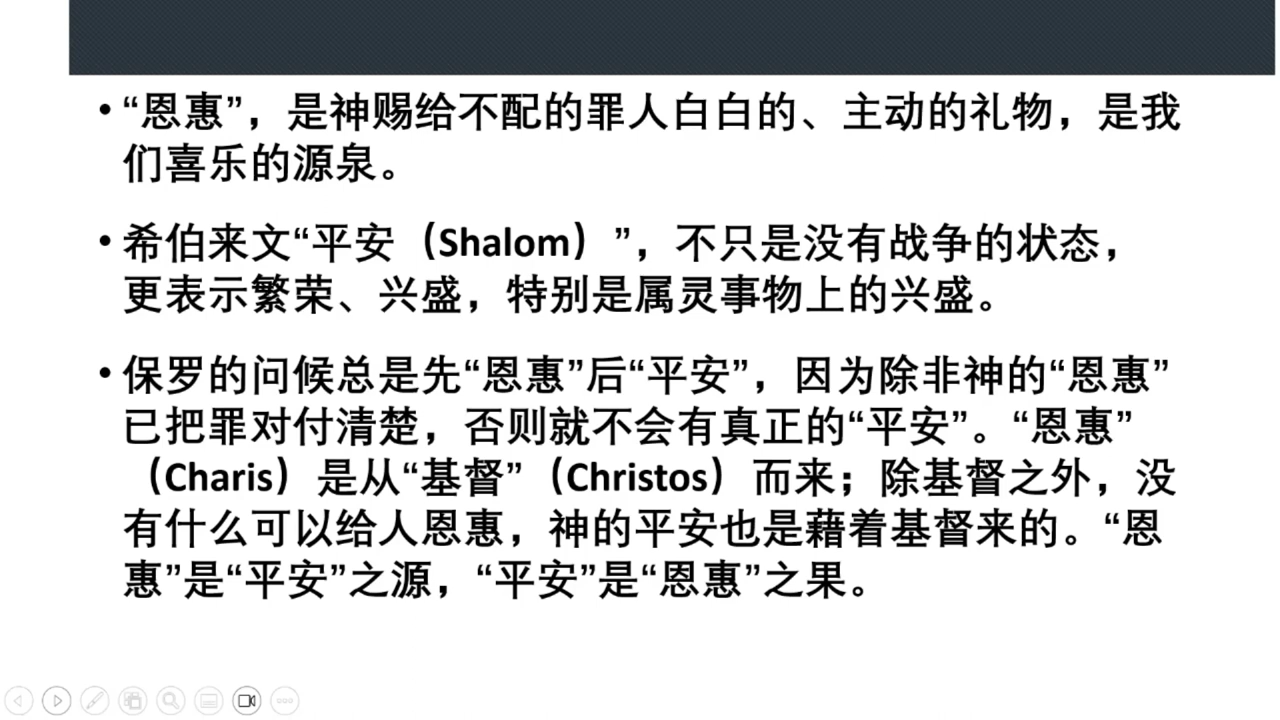 • “恩惠”，是神赐给不配的罪人白白的、主动的礼物，是我
们喜乐的源泉。
• 希伯来文“平安（Shalom）”，不只是没有战争的状态，
更表示繁荣、兴盛，特别是属灵事物上的兴盛。
• 保罗的问候总是先“恩惠”后“平安”，因为除非神的“恩惠”
已把罪对付清楚，否则就不会有真正的“平安”。“恩惠”
（Charis）是从“基督”（Christos）而来；除基督之外，没
有什么可以给人恩惠，神的平安也是藉着基督来的。“恩
惠”是“平安”之源，“平安”是“恩惠”之果。